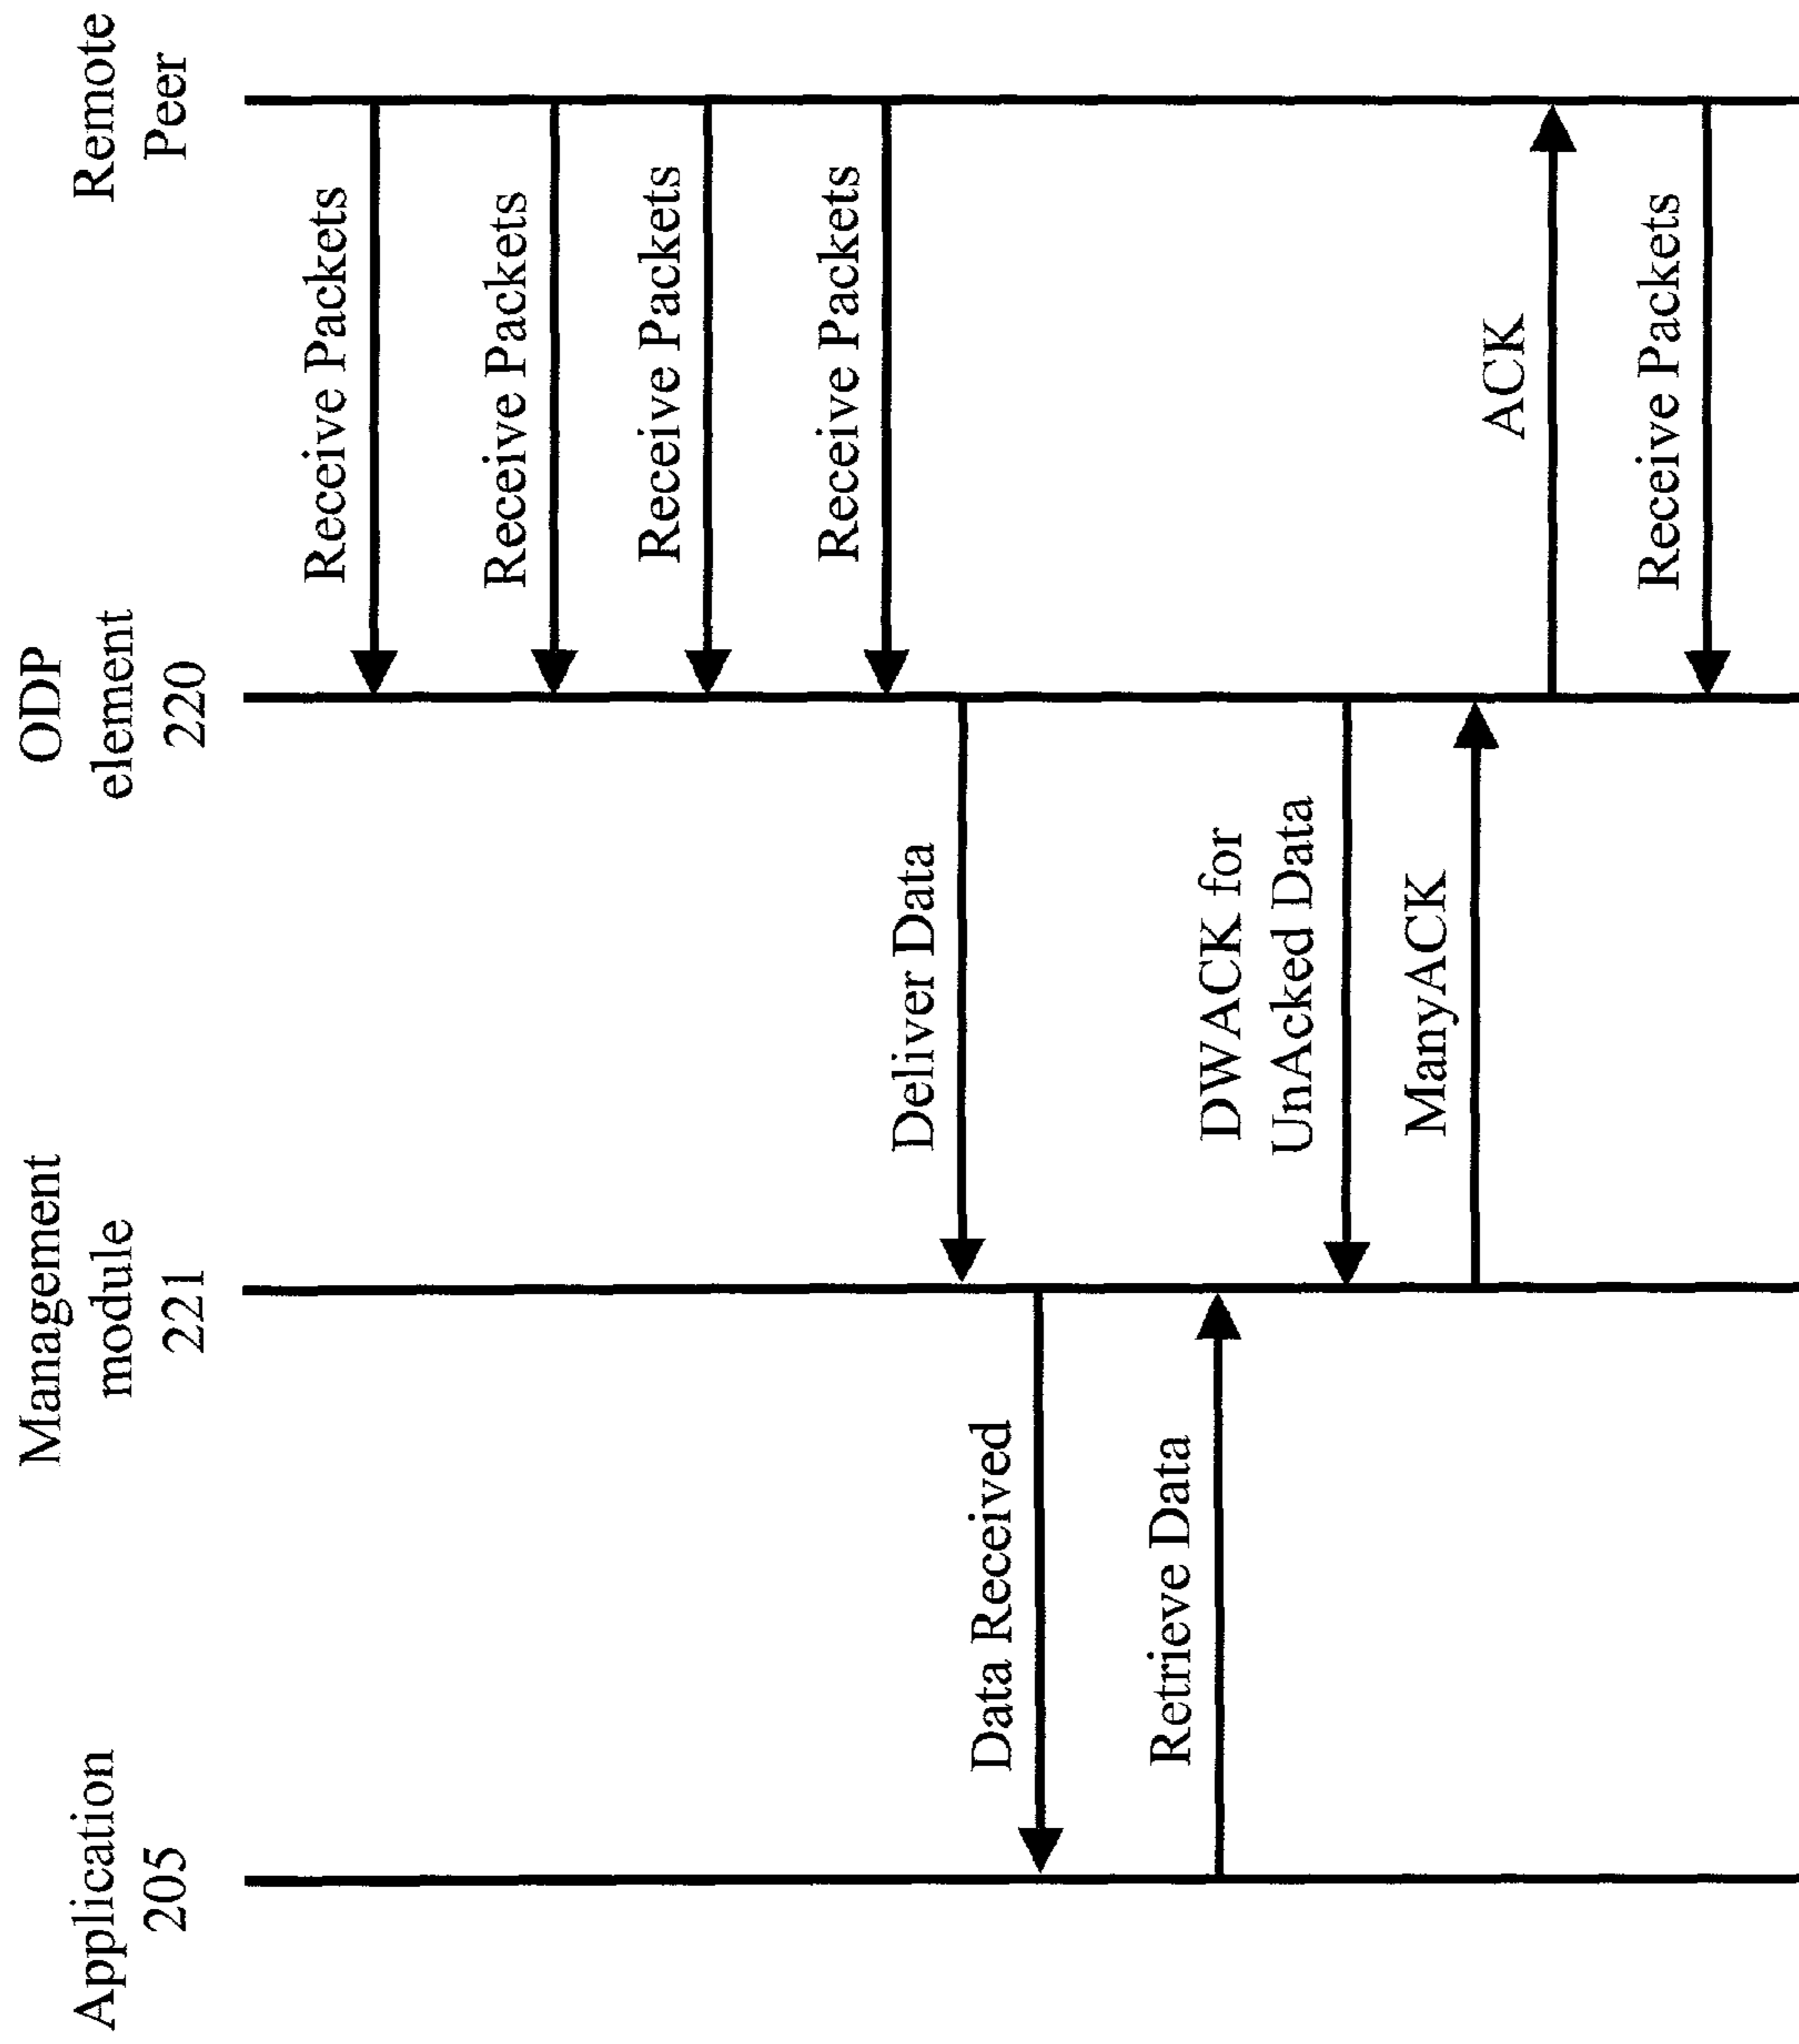 Application
205
Management
module
221
ODP
element
220
Remote
Peer
Receive Packets
Receive Packets
Receive Packets
Receive Packets
Deliver Data
Data Received
Retrieve Data
DWACK for
UnAcked Data
ManyACK
ACK
Receive Packets